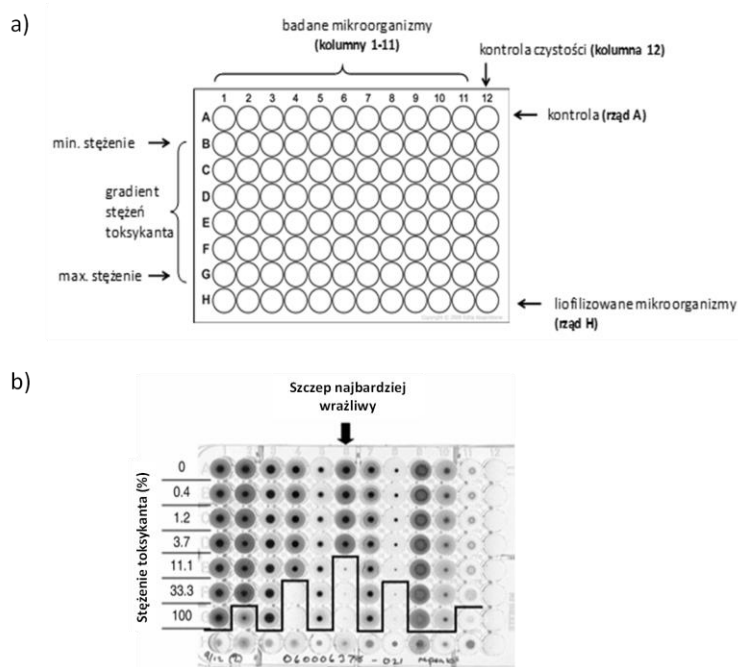 a)
badane mikroorganizmy
(kolumny 1-11)
kontrola czystości (kolumna 12)
1 2 3 4 5 6 7 8 9 10 11 12
A
kontrola (rząd A)
min. stężenie
B
C
gradient
stężeń
toksykanta
D
E
F
max. stężenie
G
H
liofilizowane mikroorganizmy
(rząd H)
b)
Szczep najbardziej
wrażliwy
Stężenie toksykanta (%)
0
0.4
1.2
3.7
11.1
33.3
100